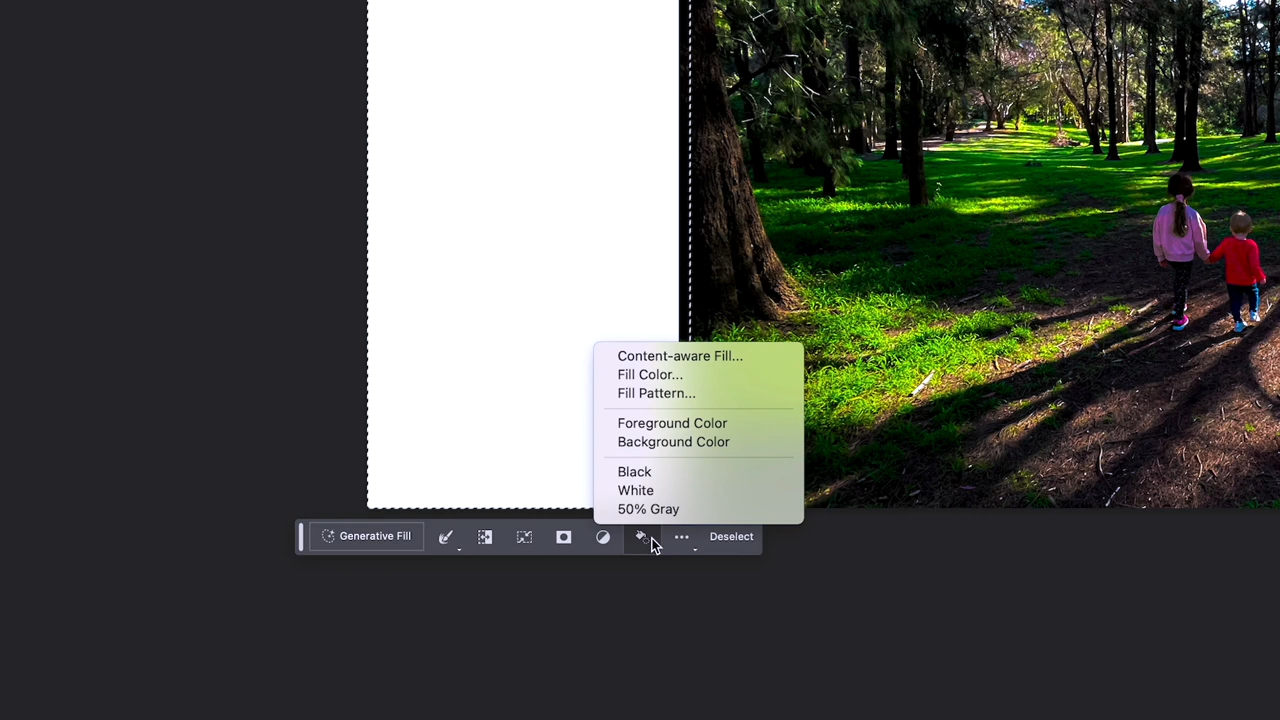 Content-aware Fill...
Fill Color...
Fill Pattern...
Foreground Color
Background Color
Black
White
50% Gray
Generative Fill
Deselect